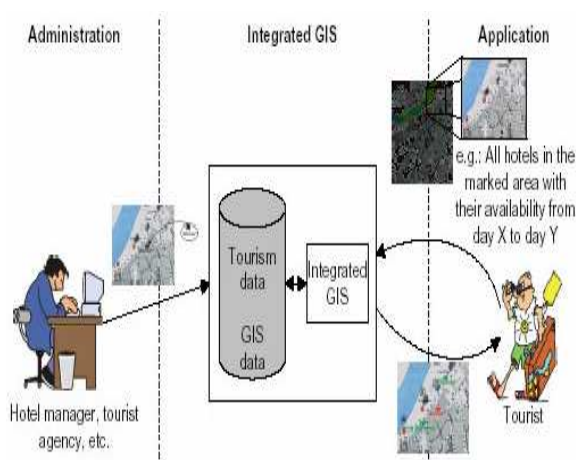 Administration
Integrated GIS
Application
e.g.: All hotels in the
marked area with
their availability from
day X to day Y
Tourism
data
GIS
data
Integrated
GIS
Hotel manager, tourist
agency, etc.
Tourist